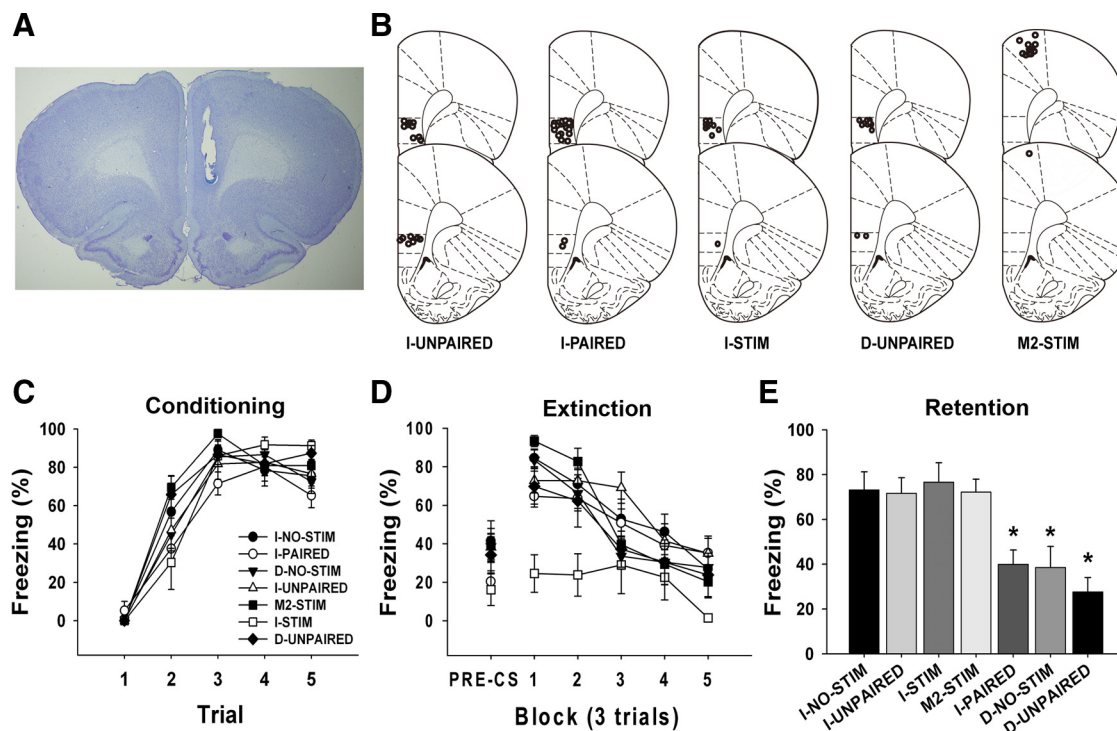 A
B
I-UNPAIRED
I-PAIRED
I-STIM
D-UNPAIRED
M2-STIM
C
Conditioning
Freezing (%)
100
80
60
40
20
0
I-NO-STIM
I-PAIRED
D-NO-STIM
I-UNPAIRED
M2-STIM
I-STIM
D-UNPAIRED
1 2 3 4 5
Trial
D
Extinction
Freezing (%)
100
80
60
40
20
0
PRE-CS 1 2 3 4 5
Block (3 trials)
E
Retention
Freezing (%)
100
80
60
40
20
0
* * *
I-NO-STIM
I-UNPAIRED
I-STIM
M2-STIM
I-PAIRED
D-NO-STIM
D-UNPAIRED